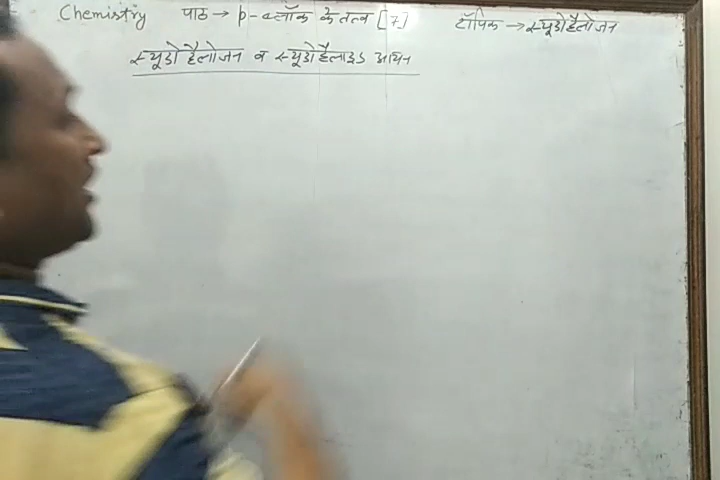 Chemistry पाठ → p-ब्लॉक के तत्व [7] टॉपिक → स्यूडोहैलोजन
स्यूडोहैलोजन व स्यूडोहैलाइड आयन